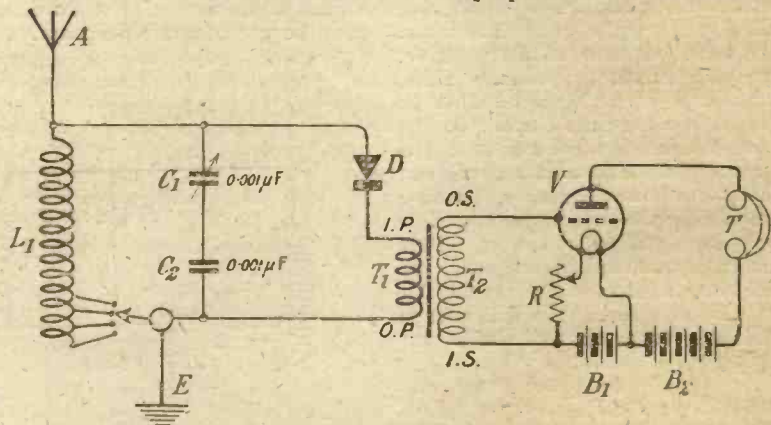 A
C₁ 0·001μF
D
O.S.
V
I.P.
L₁
C₂ 0·001μF
T₁
T₂
R
T
O.P.
I.S.
B₁
B₂
E